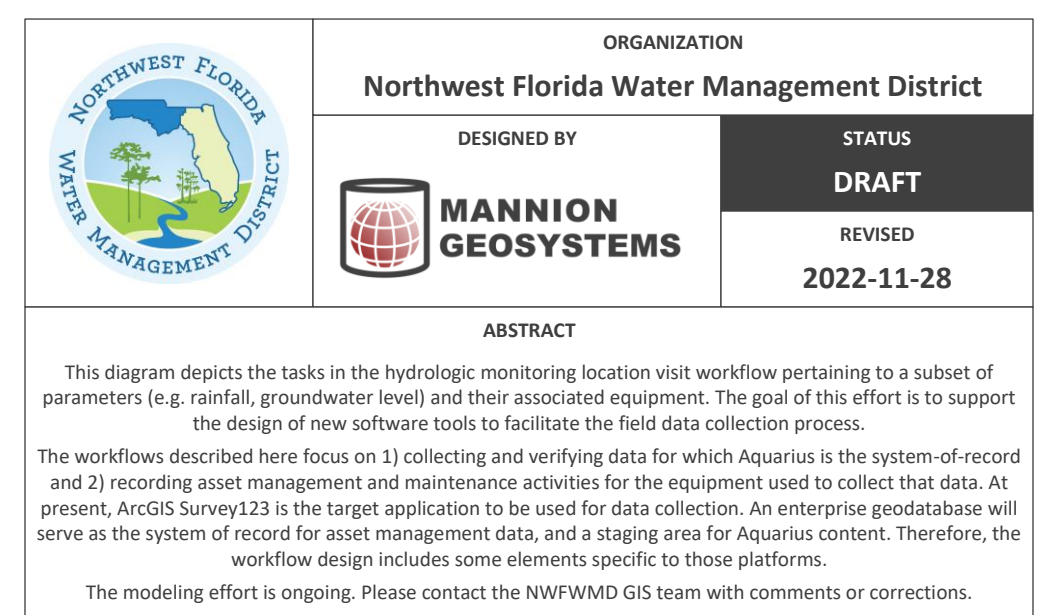 NORTHWEST FLORIDA
WATER MANAGEMENT DISTRICT
ORGANIZATION
Northwest Florida Water Management District
DESIGNED BY
MANNION
GEOSYSTEMS
STATUS
DRAFT
REVISED
2022-11-28
ABSTRACT
This diagram depicts the tasks in the hydrologic monitoring location visit workflow pertaining to a subset of
parameters (e.g. rainfall, groundwater level) and their associated equipment. The goal of this effort is to support
the design of new software tools to facilitate the field data collection process.
The workflows described here focus on 1) collecting and verifying data for which Aquarius is the system-of-record
and 2) recording asset management and maintenance activities for the equipment used to collect that data. At
present, ArcGIS Survey123 is the target application to be used for data collection. An enterprise geodatabase will
serve as the system of record for asset management data, and a staging area for Aquarius content. Therefore, the
workflow design includes some elements specific to those platforms.
The modeling effort is ongoing. Please contact the NWFWMD GIS team with comments or corrections.